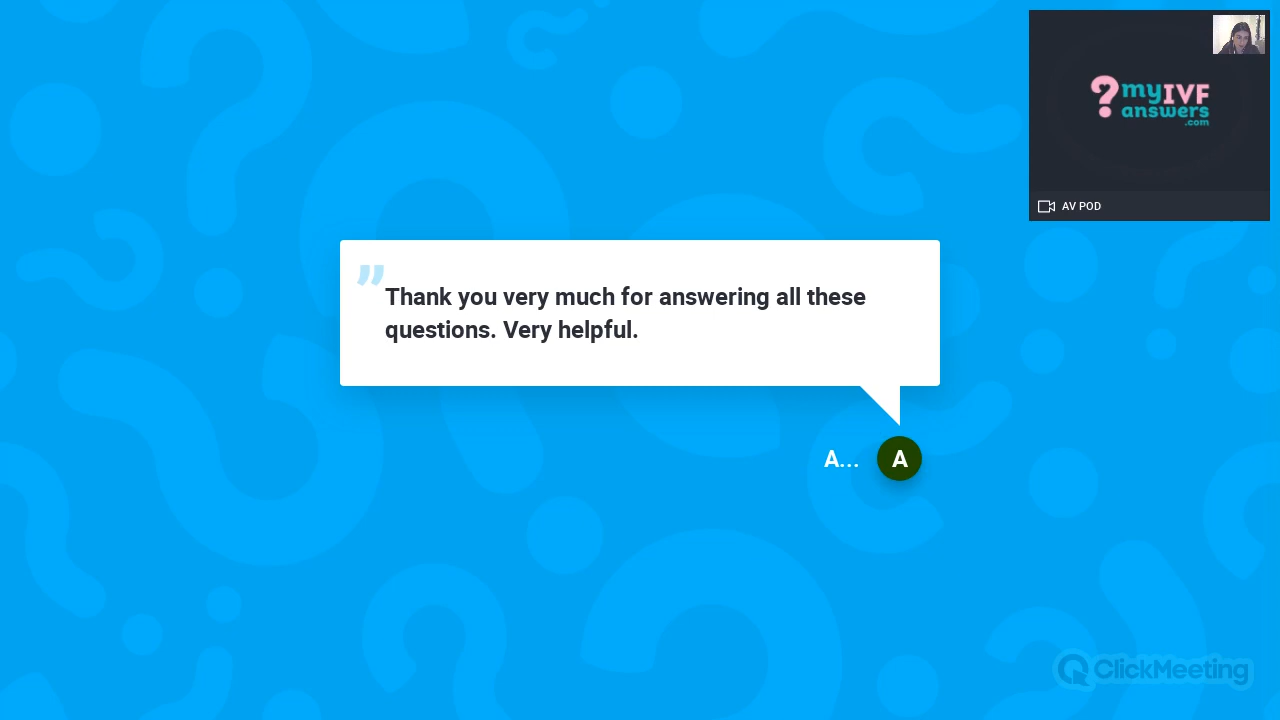 myIVF
answers
.com
AV POD
Thank you very much for answering all these
questions. Very helpful.
A... A
ClickMeeting